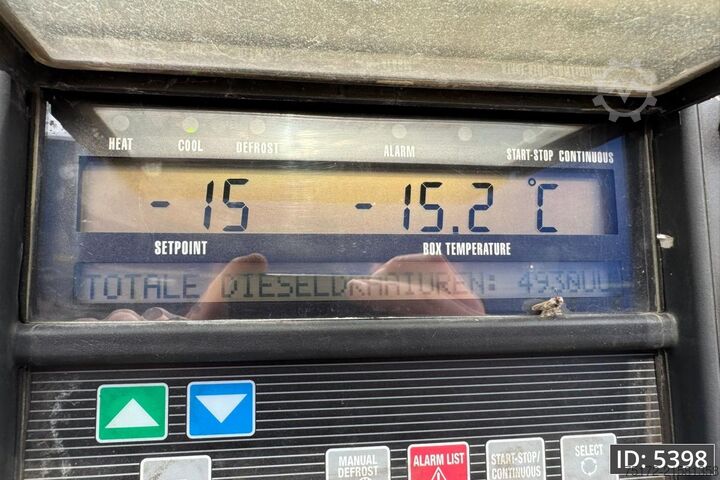 HEAT COOL DEFROST ALARM START-STOP CONTINUOUS
-15 -15.2 °C
SETPOINT BOX TEMPERATURE
TOTALE DIESELDRAAIUREN:
MANUAL DEFROST
ALARM LIST
START-STOP/ CONTINUOUS
SELECT
ID: 5398